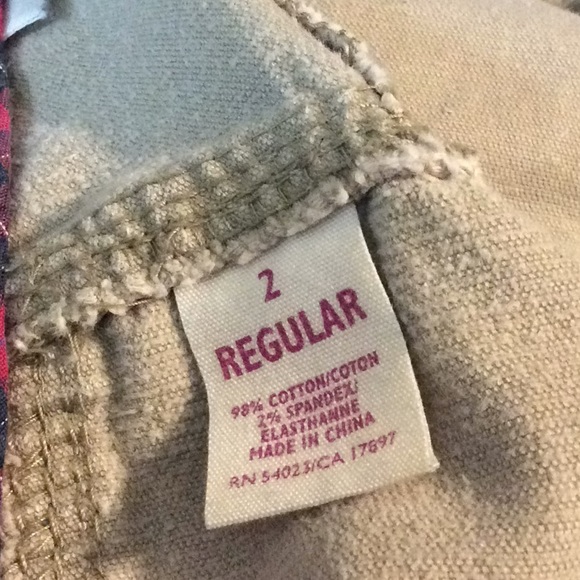 2
REGULAR
98% COTTON/COTON
2% SPANDEX/
ELASTHANNE
MADE IN CHINA
RN 54023/CA 17897